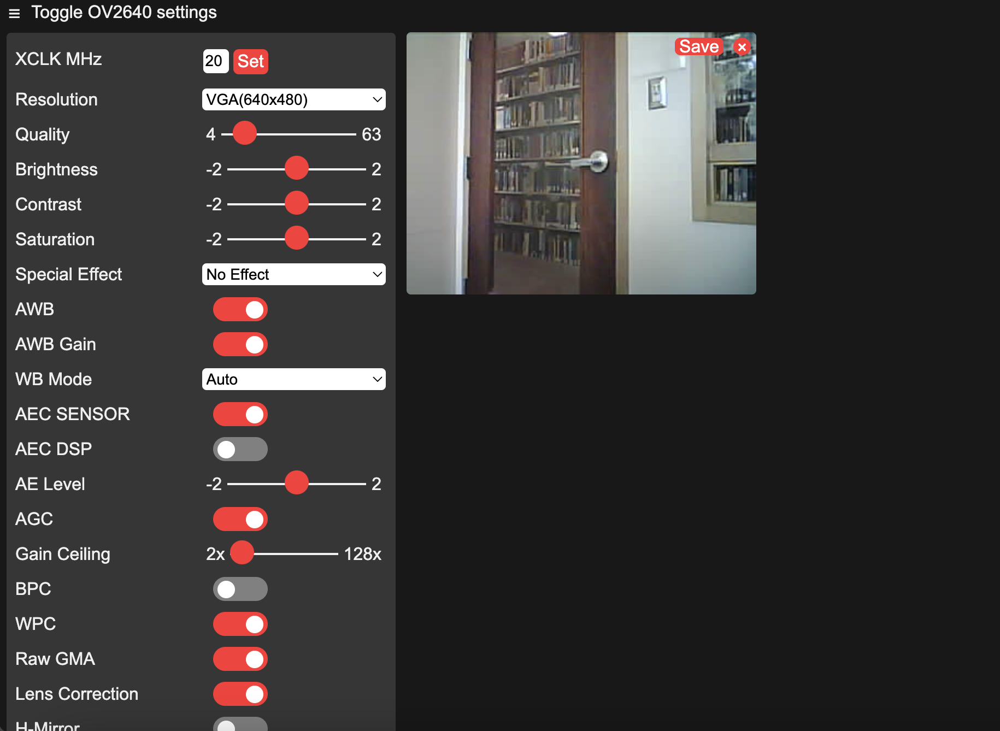 ≡ Toggle OV2640 settings
XCLK MHz 20 Set
Resolution VGA(640x480)
Quality 4 63
Brightness -2 2
Contrast -2 2
Saturation -2 2
Special Effect No Effect
AWB
AWB Gain
WB Mode Auto
AEC SENSOR
AEC DSP
AE Level -2 2
AGC
Gain Ceiling 2x 128x
BPC
WPC
Raw GMA
Lens Correction
H-Mirror
Save ×